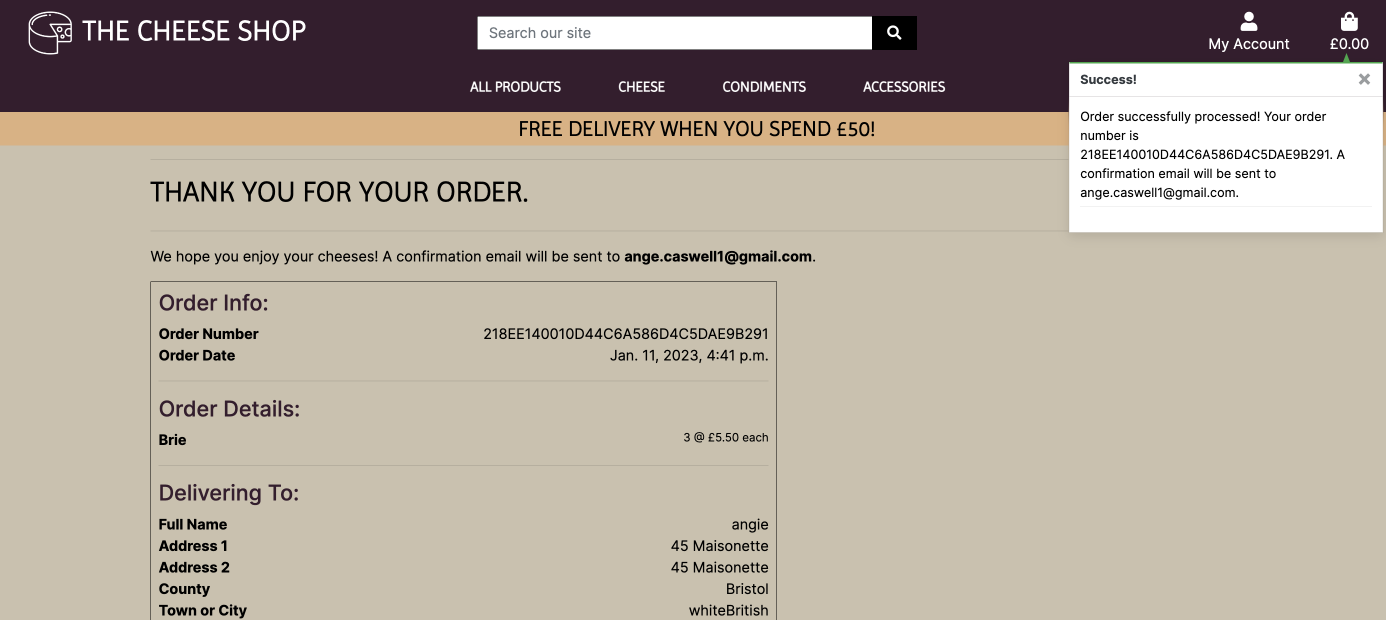 THE CHEESE SHOP
Search our site
My Account
£0.00
ALL PRODUCTS
CHEESE
CONDIMENTS
ACCESSORIES
FREE DELIVERY WHEN YOU SPEND £50!
Success!
Order successfully processed! Your order
number is
218EE140010D44C6A586D4C5DAE9B291. A
confirmation email will be sent to
ange.caswell1@gmail.com.
THANK YOU FOR YOUR ORDER.
We hope you enjoy your cheeses! A confirmation email will be sent to ange.caswell1@gmail.com.
Order Info:
Order Number 218EE140010D44C6A586D4C5DAE9B291
Order Date Jan. 11, 2023, 4:41 p.m.
Order Details:
Brie 3 @ £5.50 each
Delivering To:
Full Name angie
Address 1 45 Maisonette
Address 2 45 Maisonette
County Bristol
Town or City whiteBritish